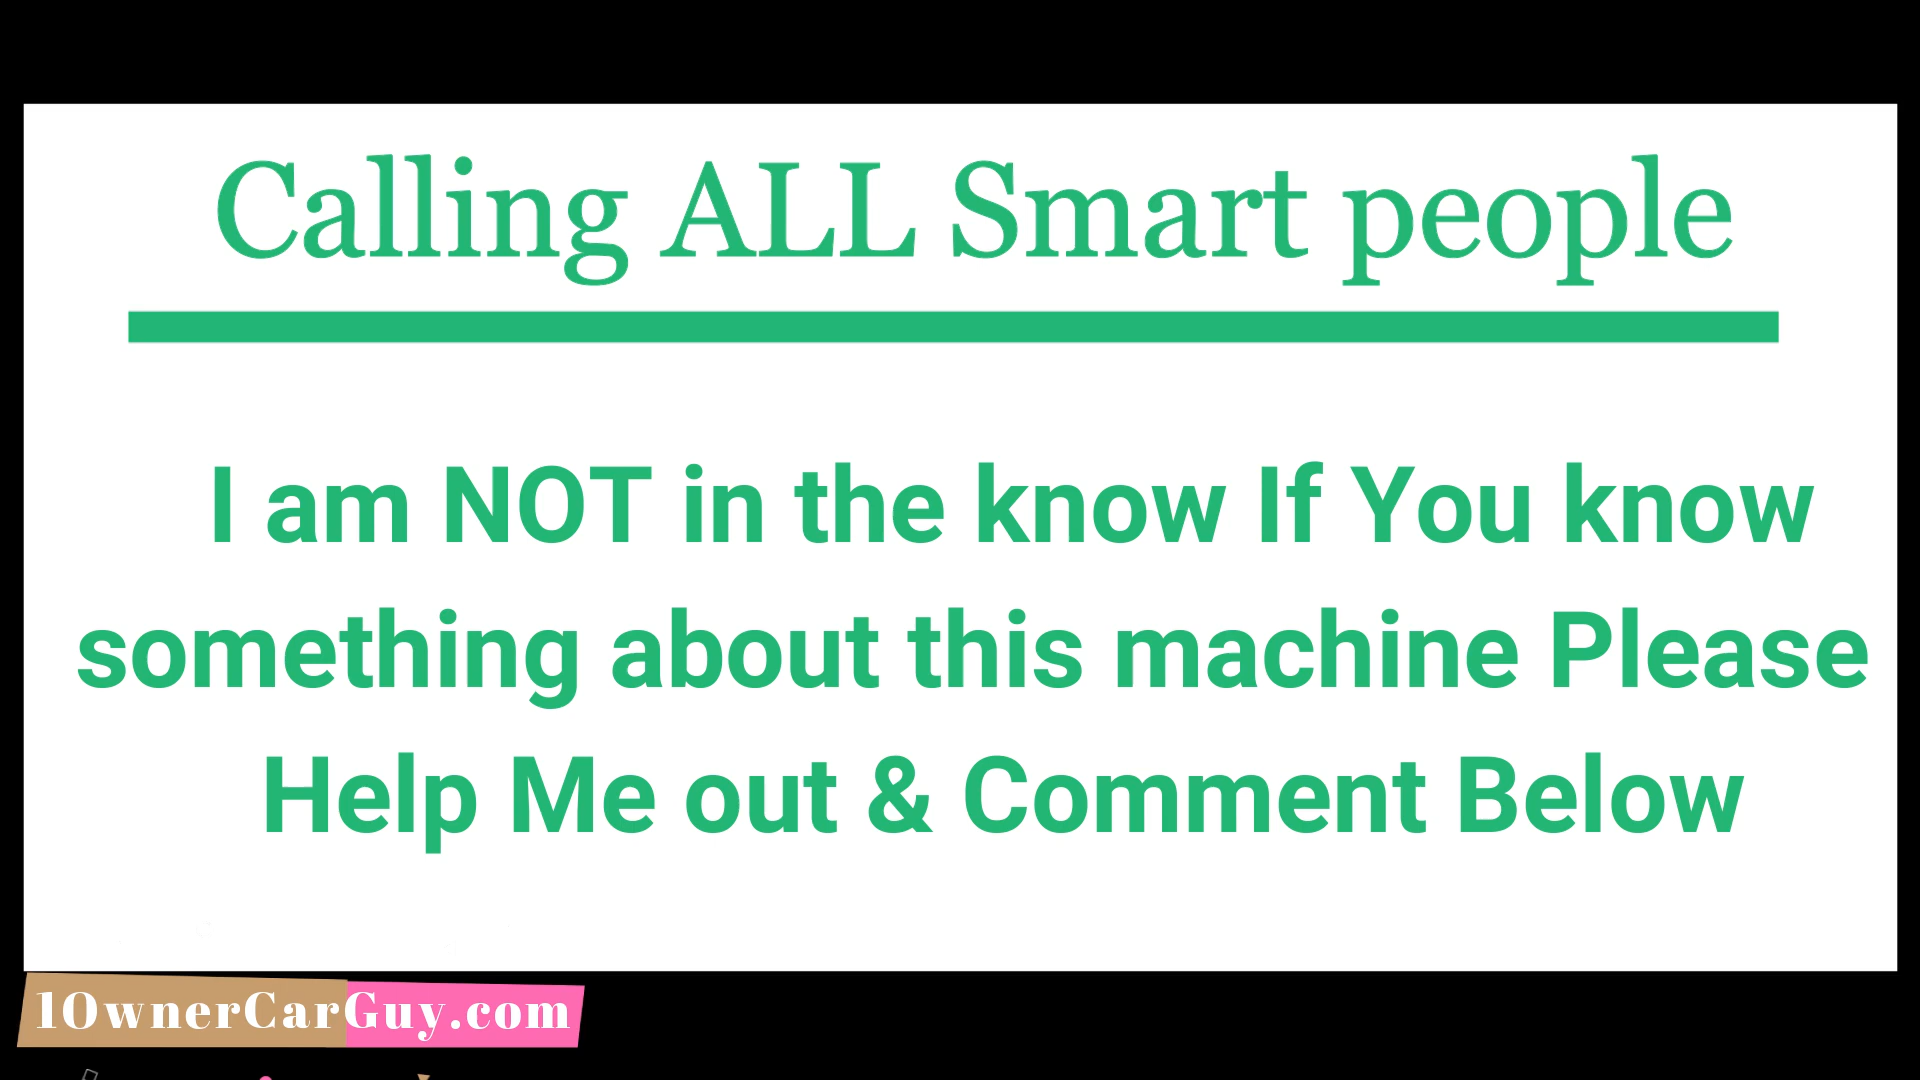 Calling ALL Smart people
I am NOT in the know If You know
something about this machine Please
Help Me out & Comment Below
1OwnerCarGuy.com